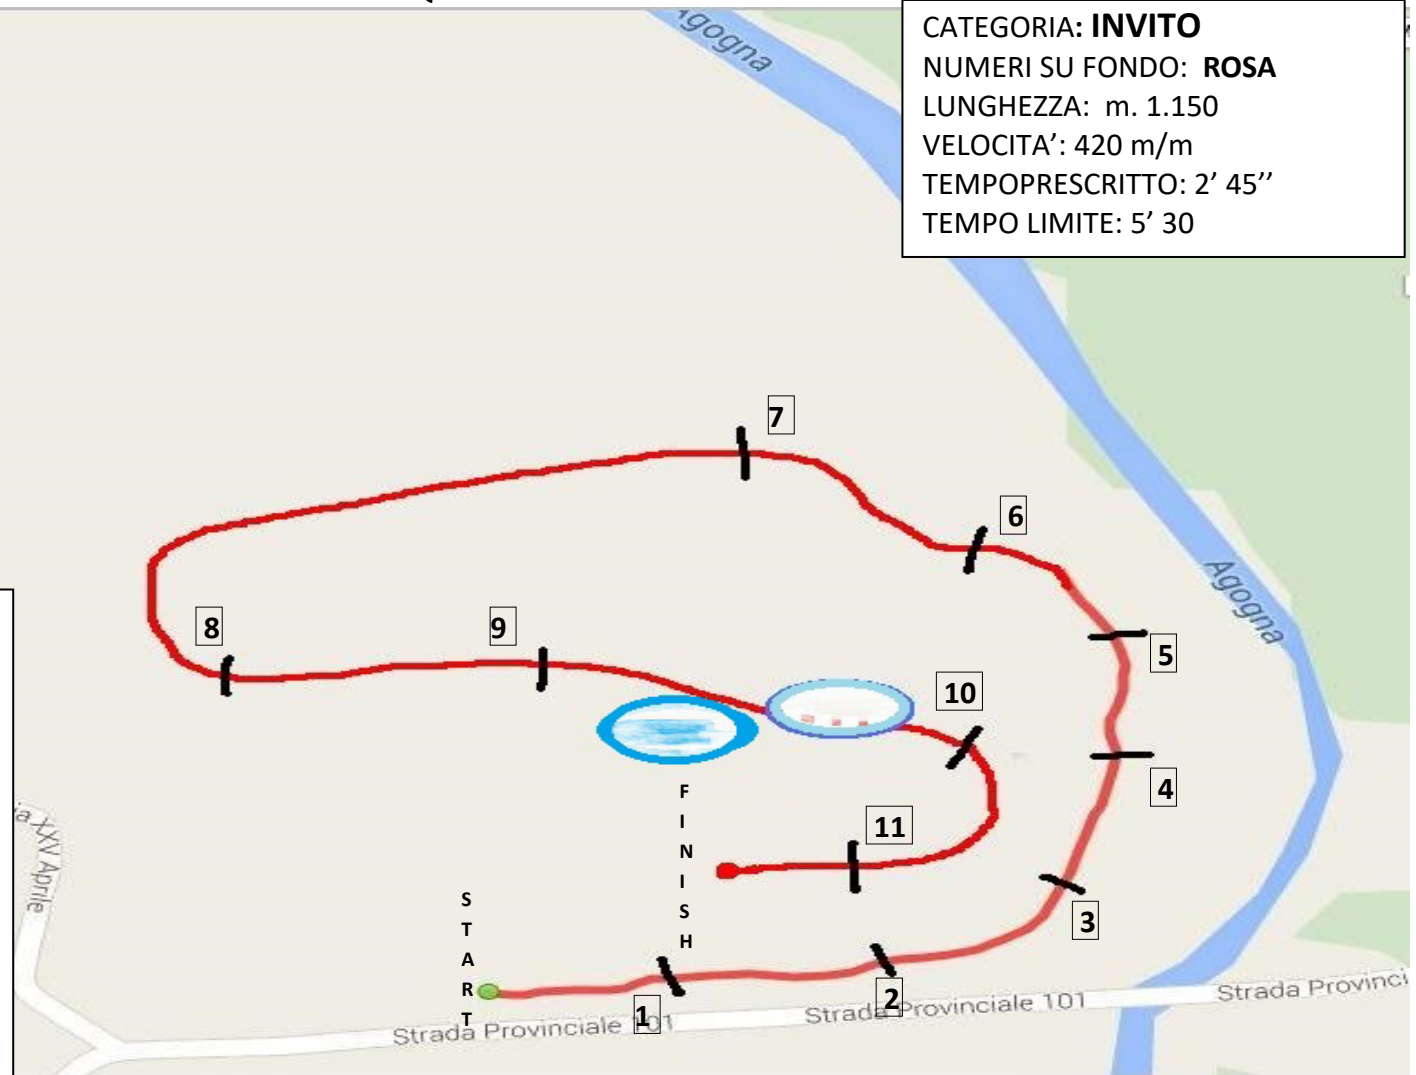 Agogna
CATEGORIA: INVITO
NUMERI SU FONDO: ROSA
LUNGHEZZA: m. 1.150
VELOCITA’: 420 m/m
TEMPOPRESCRITTO: 2’ 45’’
TEMPO LIMITE: 5’ 30
7
6
Agogna
8
9
5
10
4
FINISH
11
XXV Aprile
START
3
1
2
Strada Provinciale 101
Strada Provinciale 101
Strada Provinci